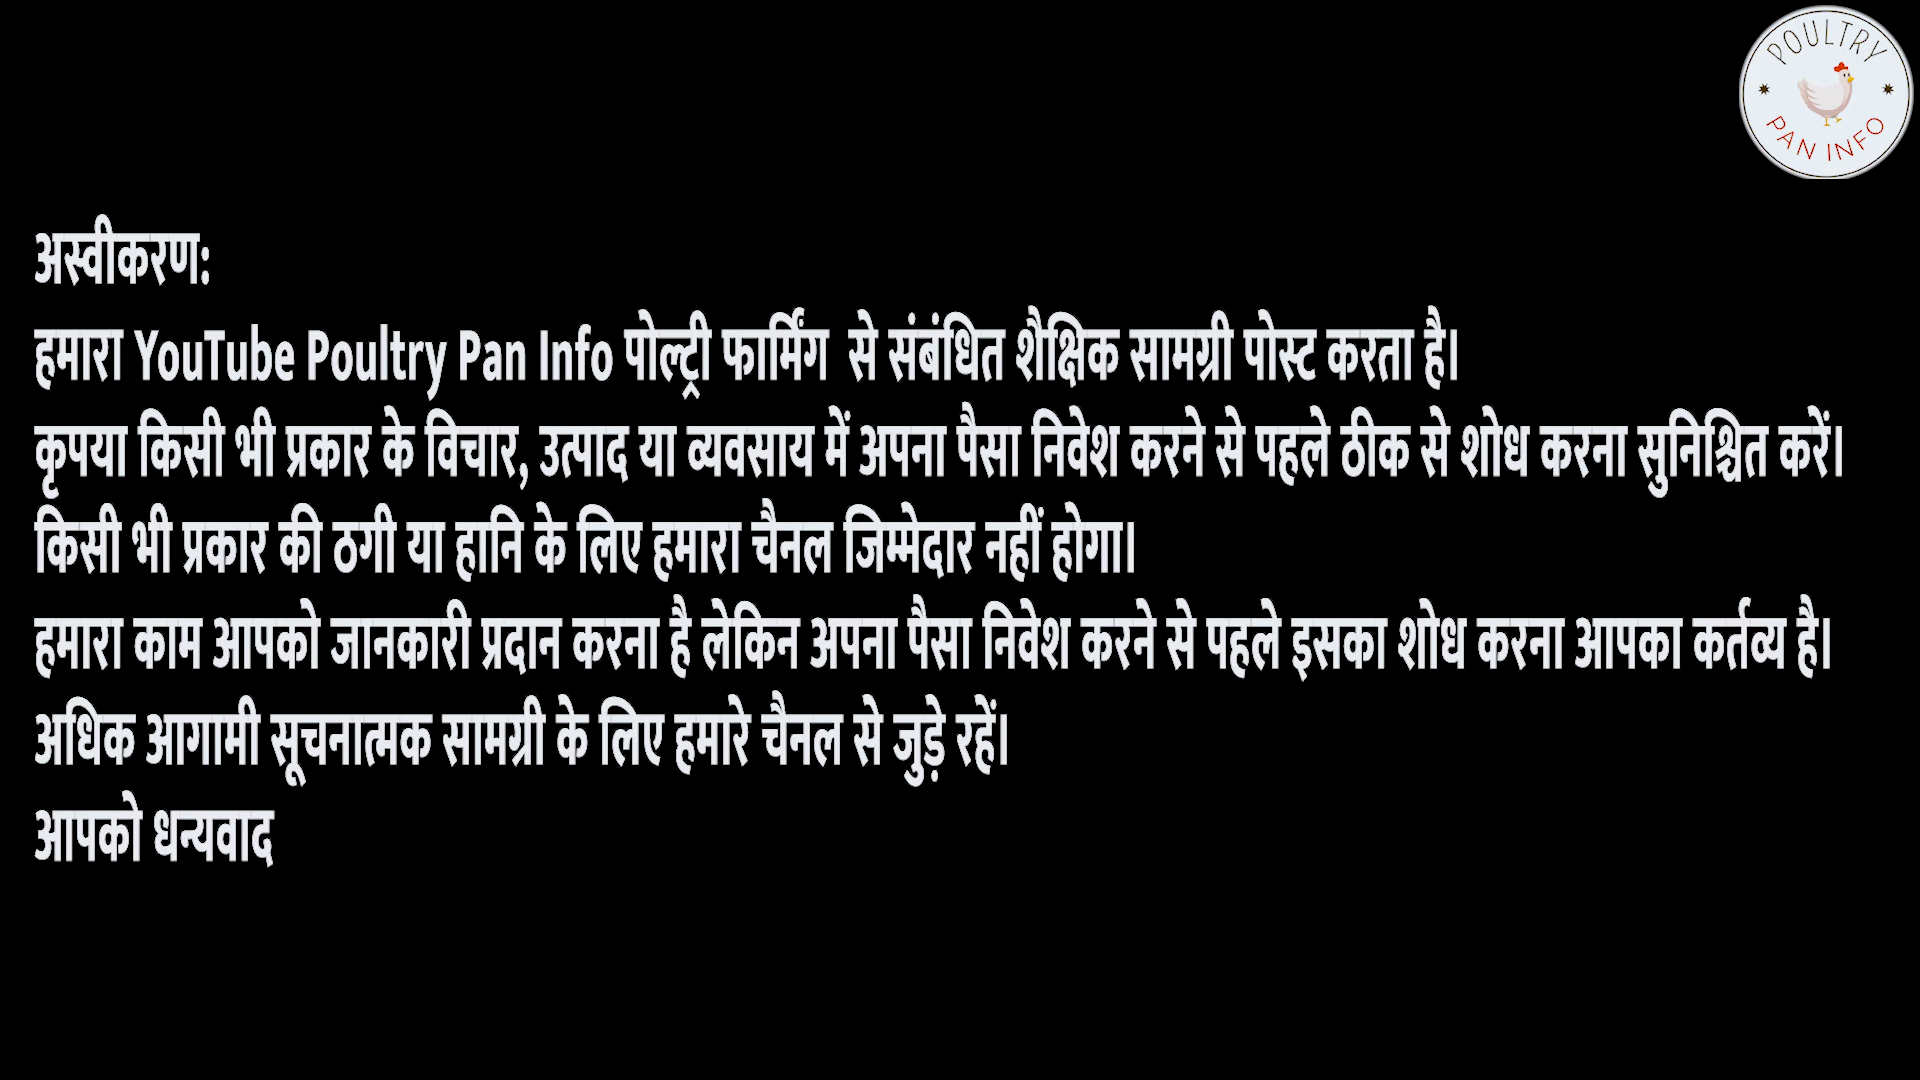 POULTRY
PAN INFO
अस्वीकरण:
हमारा YouTube Poultry Pan Info पोल्ट्री फार्मिंग से संबंधित शैक्षिक सामग्री पोस्ट करता है।
कृपया किसी भी प्रकार के विचार, उत्पाद या व्यवसाय में अपना पैसा निवेश करने से पहले ठीक से शोध करना सुनिश्चित करें।
किसी भी प्रकार की ठगी या हानि के लिए हमारा चैनल जिम्मेदार नहीं होगा।
हमारा काम आपको जानकारी प्रदान करना है लेकिन अपना पैसा निवेश करने से पहले इसका शोध करना आपका कर्तव्य है।
अधिक आगामी सूचनात्मक सामग्री के लिए हमारे चैनल से जुड़े रहें।
आपको धन्यवाद